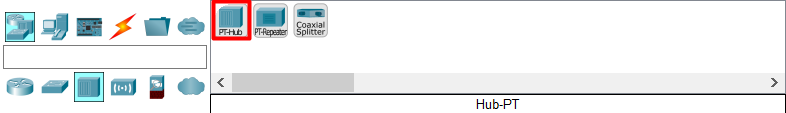 PT-Hub
PT-Repeater
Coaxial
Splitter
Hub-PT